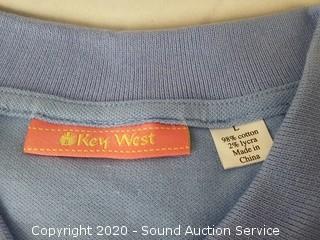 Key West
L
98% cotton
2% lycra
Made in
China
Copyright 2020 - Sound Auction Service